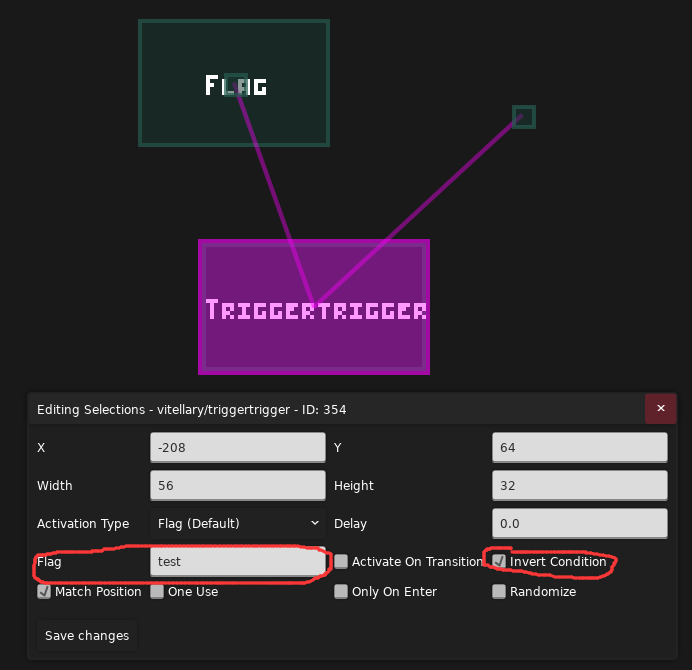 Flag
Triggertrigger
Editing Selections - vitellary/triggertrigger - ID: 354
×
X -208 Y 64
Width 56 Height 32
Activation Type Flag (Default) Delay 0.0
Flag test Activate On Transition Invert Condition
Match Position One Use Only On Enter Randomize
Save changes